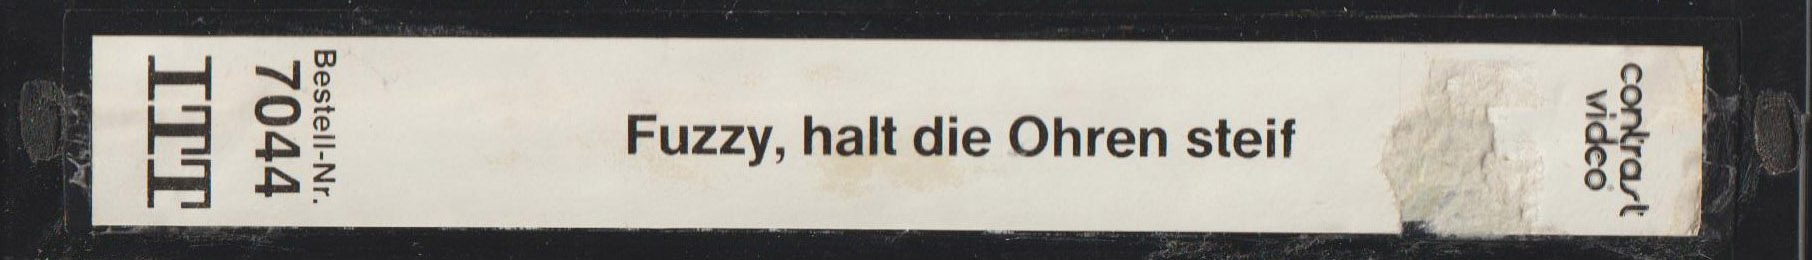 ITT
Bestell-Nr.
7044
Fuzzy, halt die Ohren steif
contrast
video